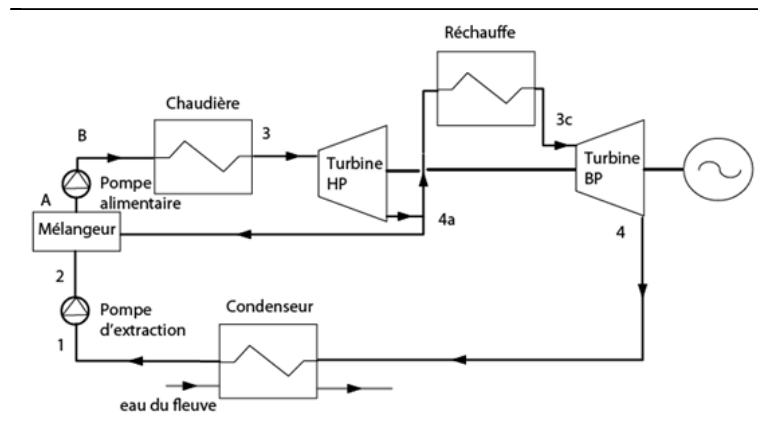 Réchauffe
Chaudière
3c
B
3
Turbine
HP
Turbine
BP
Pompe
alimentaire
A
Mélangeur
4a
4
2
Condenseur
Pompe
d'extraction
1
eau du fleuve